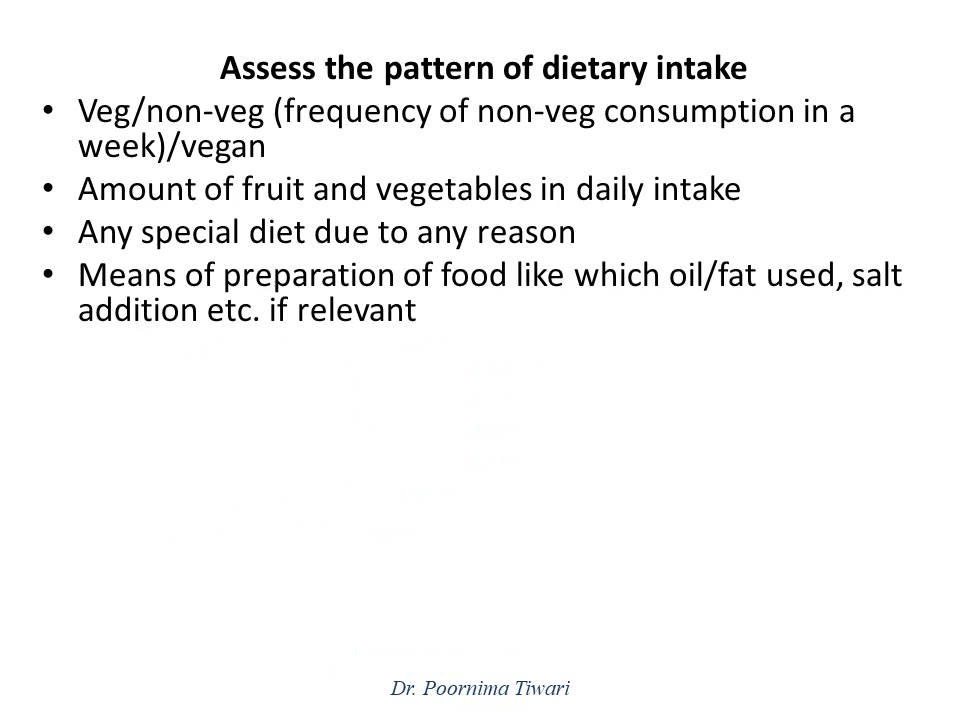 Assess the pattern of dietary intake
• Veg/non-veg (frequency of non-veg consumption in a
week)/vegan
• Amount of fruit and vegetables in daily intake
• Any special diet due to any reason
• Means of preparation of food like which oil/fat used, salt
addition etc. if relevant
Dr. Poornima Tiwari